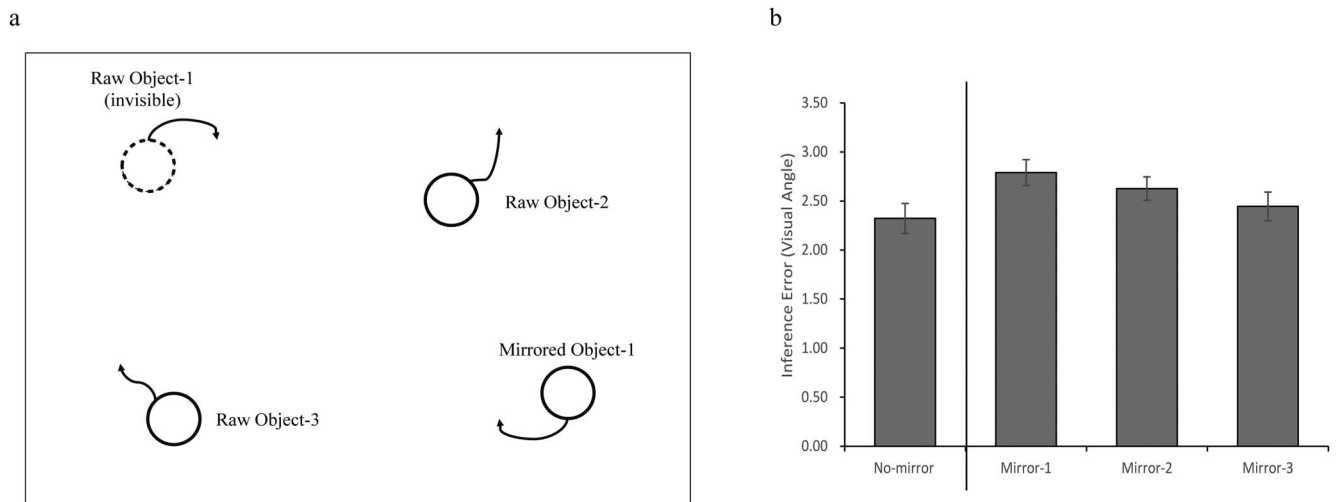 a
Raw Object-1
(invisible)
Raw Object-2
Mirrored Object-1
Raw Object-3
b
Inference Error (Visual Angle)
3.50
3.00
2.50
2.00
1.50
1.00
0.50
0.00
No-mirror
Mirror-1
Mirror-2
Mirror-3